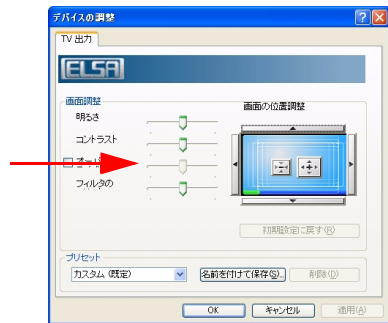 デバイスの調整
TV 出力
ELSA
画面調整
画面の位置調整
明るさ
コントラスト
フィルタの
初期設定に戻す(R)
プリセット
カスタム (既定)
名前を付けて保存(S)...
削除(D)
OK
キャンセル
適用(A)